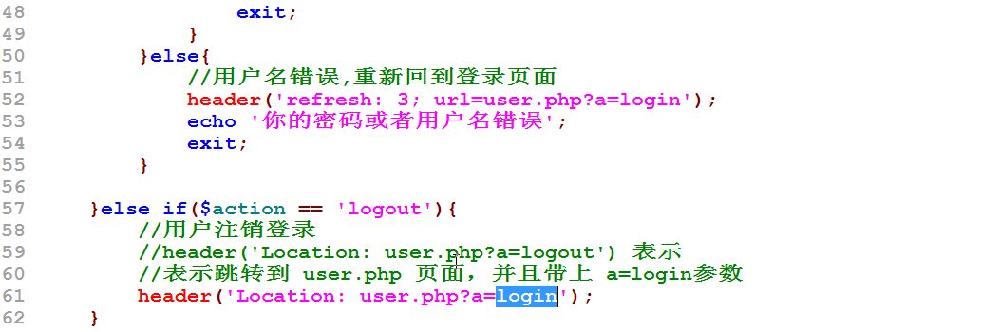 48 exit;
49 }
50 }else{
51 //用户名错误,重新回到登录页面
52 header('refresh: 3; url=user.php?a=login');
53 echo '你的密码或者用户名错误';
54 exit;
55 }
56
57 }else if($action == 'logout'){
58 //用户注销登录
59 //header('Location: user.php?a=logout') 表示
60 //表示跳转到 user.php 页面，并且带上 a=login参数
61 header('Location: user.php?a=login');
62 }